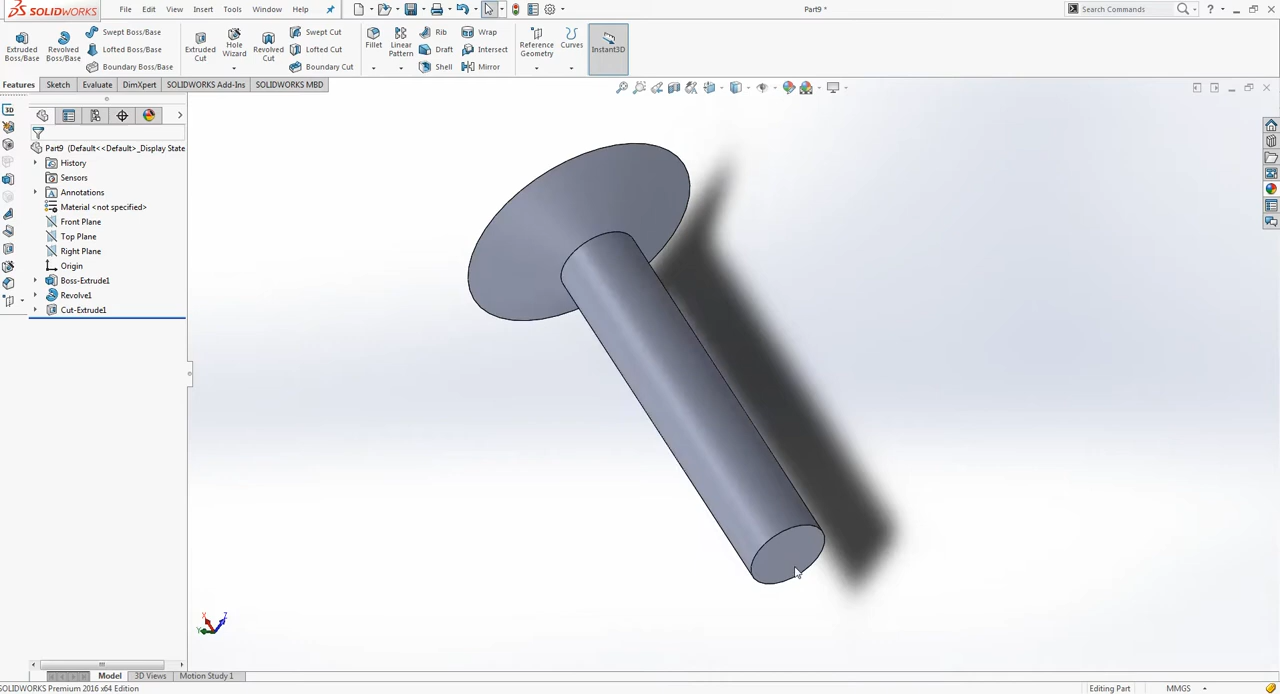 SOLIDWORKS File Edit View Insert Tools Window Help Part9 * Search Commands
Extruded Boss/Base
Revolved Boss/Base
Swept Boss/Base
Lofted Boss/Base
Boundary Boss/Base
Extruded Cut
Hole Wizard
Revolved Cut
Swept Cut
Lofted Cut
Boundary Cut
Fillet
Linear Pattern
Rib
Draft
Shell
Wrap
Intersect
Mirror
Reference Geometry
Curves
Instant3D
Features Sketch Evaluate DimXpert SOLIDWORKS Add-Ins SOLIDWORKS MBD
Part9 (Default<<Default>_Display State
History
Sensors
Annotations
Material <not specified>
Front Plane
Top Plane
Right Plane
Origin
Boss-Extrude1
Revolve1
Cut-Extrude1
X Y Z
Model 3D Views Motion Study 1
SOLIDWORKS Premium 2016 x64 Edition Editing Part MMGS